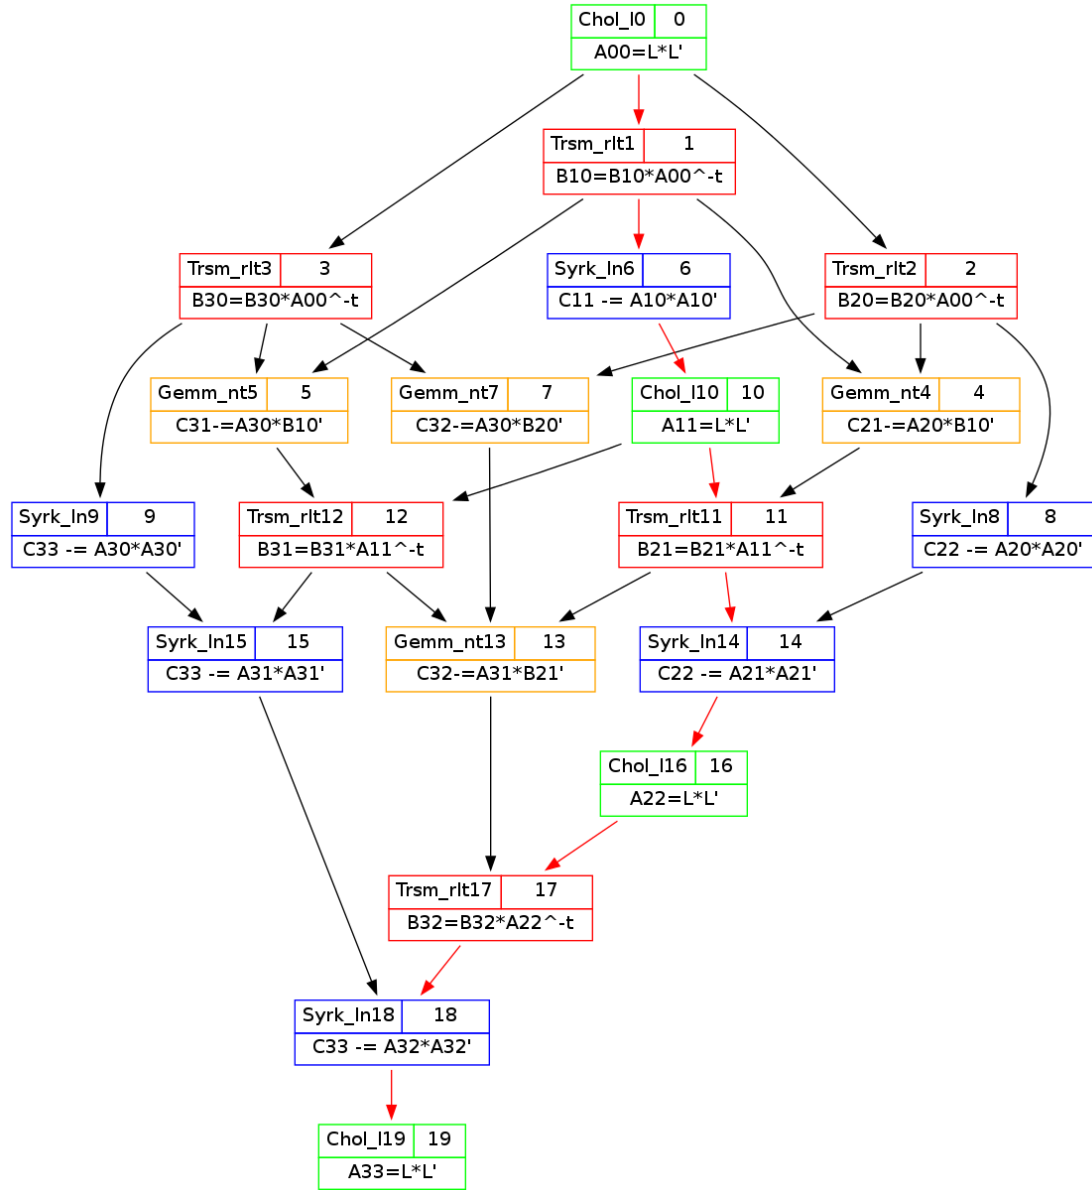 Chol_l0 0
A00=L*L'
Trsm_rlt1 1
B10=B10*A00^-t
Trsm_rlt3 3
B30=B30*A00^-t
Syrk_ln6 6
C11 -= A10*A10'
Trsm_rlt2 2
B20=B20*A00^-t
Gemm_nt5 5
C31-=A30*B10'
Gemm_nt7 7
C32-=A30*B20'
Chol_l10 10
A11=L*L'
Gemm_nt4 4
C21-=A20*B10'
Syrk_ln9 9
C33 -= A30*A30'
Trsm_rlt12 12
B31=B31*A11^-t
Trsm_rlt11 11
B21=B21*A11^-t
Syrk_ln8 8
C22 -= A20*A20'
Syrk_ln15 15
C33 -= A31*A31'
Gemm_nt13 13
C32-=A31*B21'
Syrk_ln14 14
C22 -= A21*A21'
Chol_l16 16
A22=L*L'
Trsm_rlt17 17
B32=B32*A22^-t
Syrk_ln18 18
C33 -= A32*A32'
Chol_l19 19
A33=L*L'